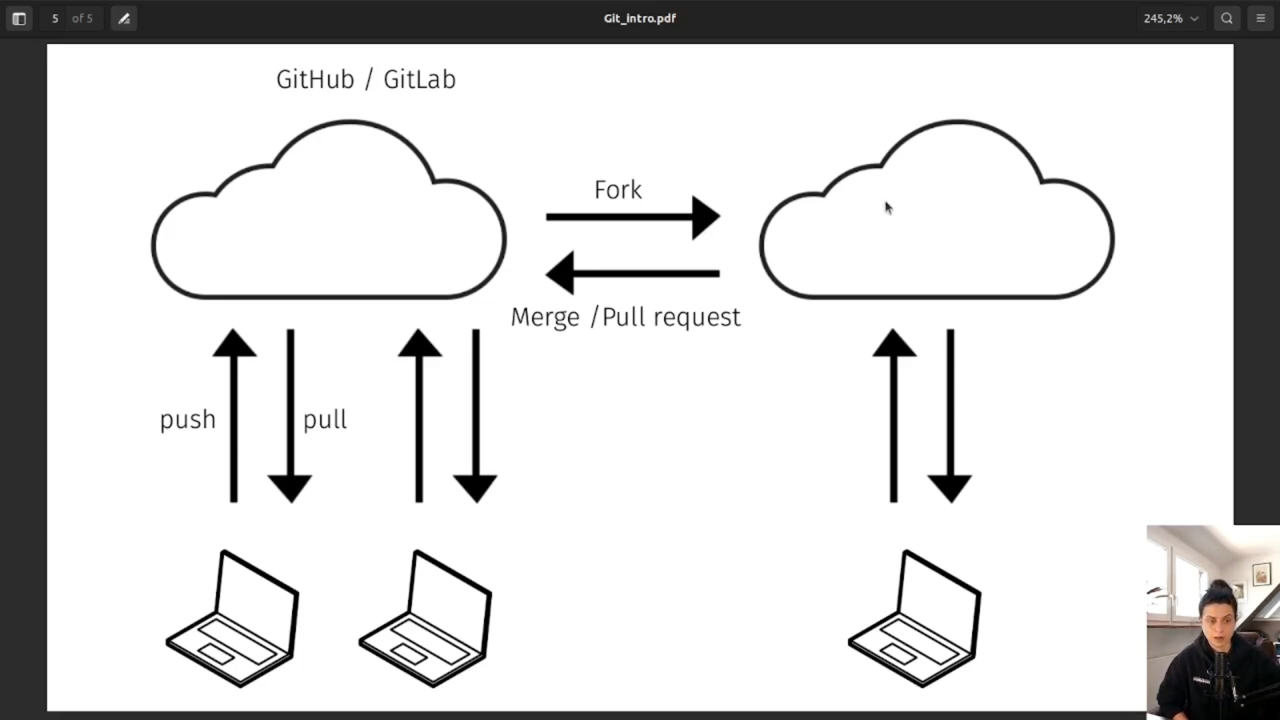 5 of 5
Git_intro.pdf
245,2%
GitHub / GitLab
Fork
Merge /Pull request
push
pull